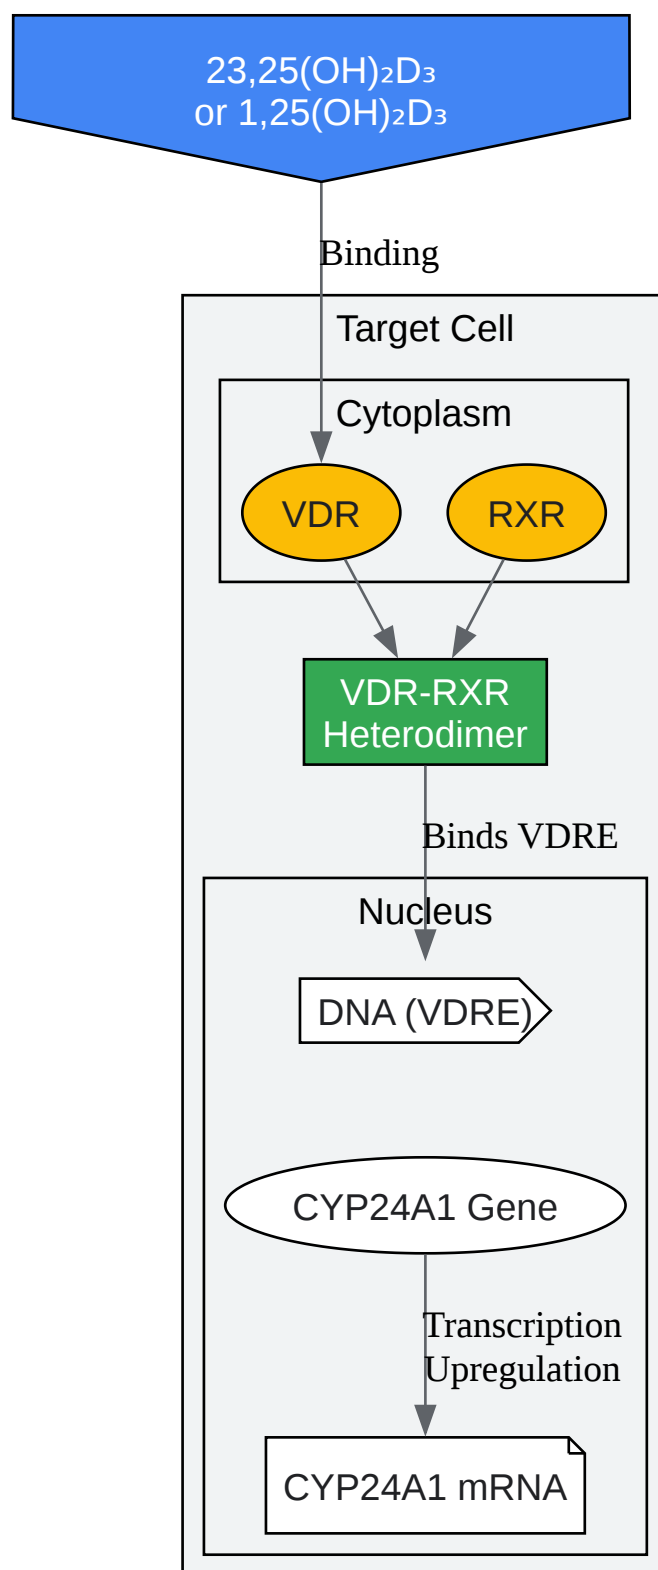 23,25(OH)₂D₃
or 1,25(OH)₂D₃
Binding
Target Cell
Cytoplasm
VDR
RXR
VDR-RXR
Heterodimer
Binds VDRE
Nucleus
DNA (VDRE)
CYP24A1 Gene
Transcription
Upregulation
CYP24A1 mRNA